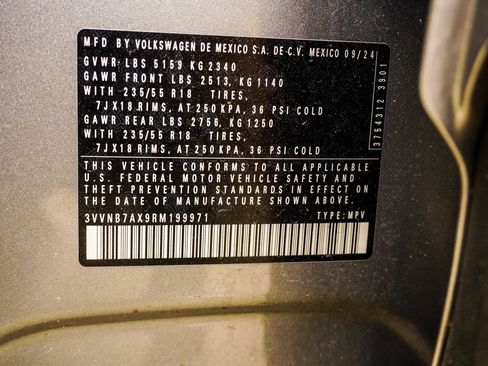 MFD BY VOLKSWAGEN DE MEXICO S.A. DE C.V. MEXICO 09/24
GVWR LBS 5159 KG 2340
GAWR FRONT LBS 2513, KG 1140
WITH 235/55 R18 TIRES,
7JX18 RIMS, AT 250 KPA, 36 PSI COLD
GAWR REAR LBS 2756, KG 1250
WITH 235/55 R18 TIRES,
7JX18 RIMS, AT 250 KPA, 36 PSI COLD
THIS VEHICLE CONFORMS TO ALL APPLICABLE
U.S. FEDERAL MOTOR VEHICLE SAFETY AND
THEFT PREVENTION STANDARDS IN EFFECT ON
THE DATE OF MANUFACTURE SHOWN ABOVE.
3VVNB7AX9RM199971 TYPE: MPV
3754312 3901